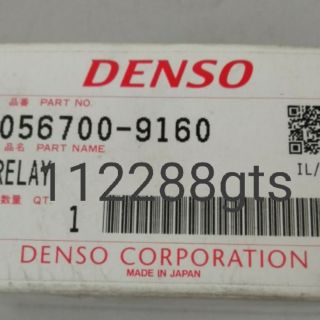 DENSO
品番 PART NO.
056700-9160
品名 PART NAME
RELAY
112288gts
数量 QT
1
IL/
DENSO CORPORATION
MADE IN JAPAN